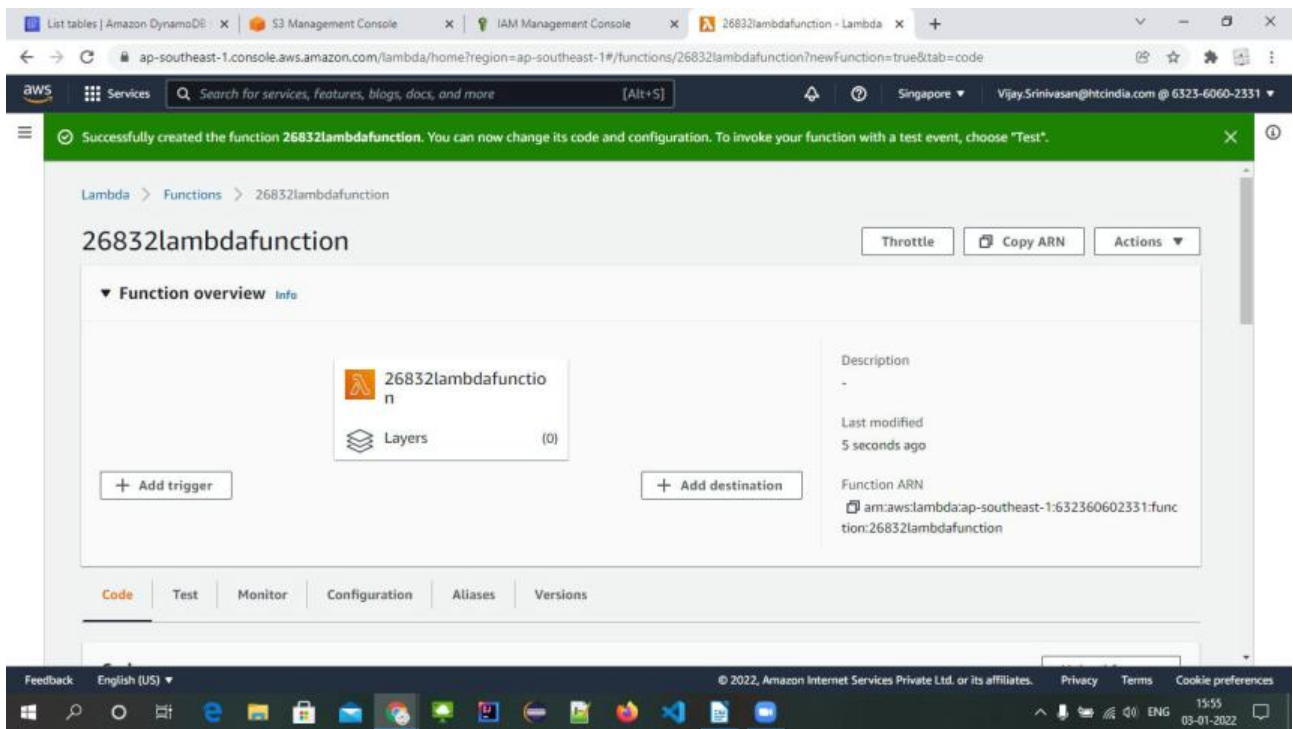 List tables | Amazon DynamoDB
S3 Management Console
IAM Management Console
26832lambdafunction - Lambda
ap-southeast-1.console.aws.amazon.com/lambda/home?region=ap-southeast-1#/functions/26832lambdafunction?newFunction=true&tab=code
aws
Services
Search for services, features, blogs, docs, and more
[Alt+S]
Singapore ▼
Vijay.Srinivasan@htcindia.com @ 6323-6060-2331 ▼
Successfully created the function 26832lambdafunction. You can now change its code and configuration. To invoke your function with a test event, choose "Test".
Lambda > Functions > 26832lambdafunction
26832lambdafunction
Throttle
Copy ARN
Actions ▼
▼ Function overview Info
26832lambdafunctio
n
Layers (0)
+ Add trigger
+ Add destination
Description
-
Last modified
5 seconds ago
Function ARN
arn:aws:lambda:ap-southeast-1:632360602331:func
tion:26832lambdafunction
Code
Test
Monitor
Configuration
Aliases
Versions
Feedback
English (US) ▼
© 2022, Amazon Internet Services Private Ltd. or its affiliates.
Privacy
Terms
Cookie preferences
ENG
15:55
03-01-2022